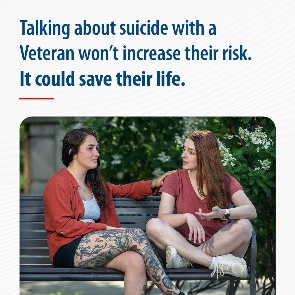 Talking about suicide with a
Veteran won't increase their risk.
It could save their life.